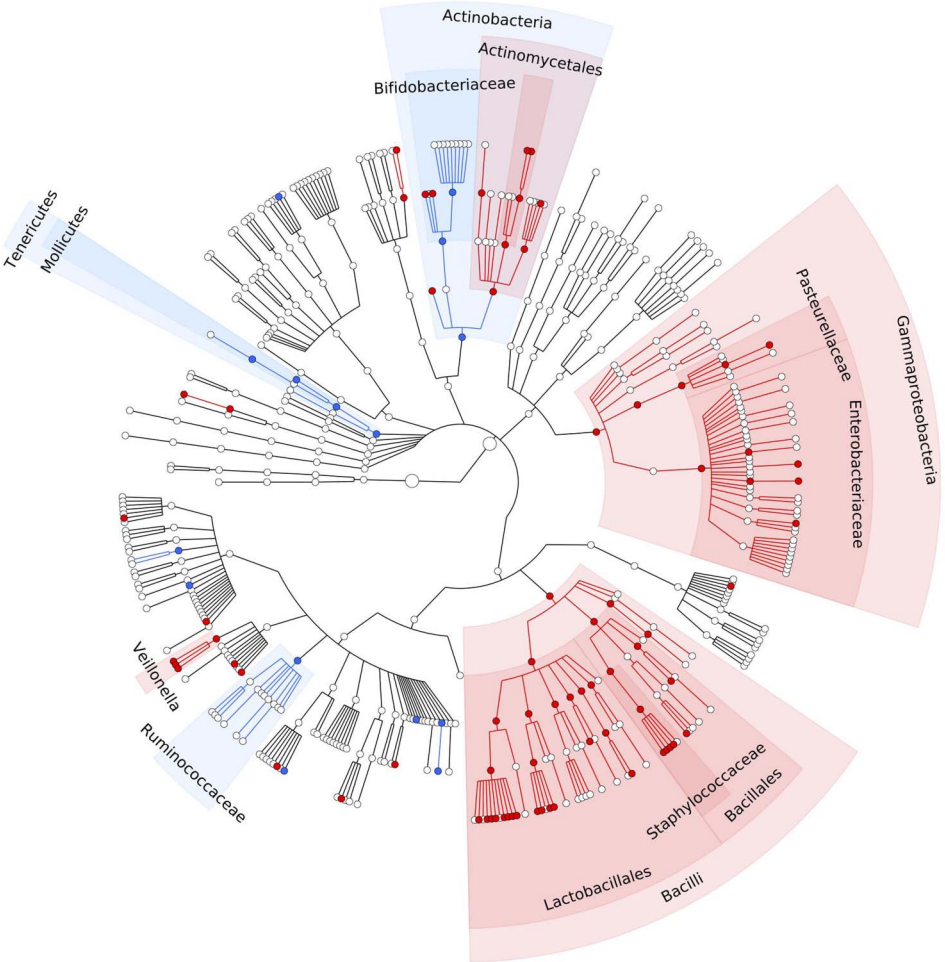 Actinobacteria
Actinomycetales
Bifidobacteriaceae
Tenericutes
Mollicutes
Pasteurellaceae
Gammaproteobacteria
Enterobacteriaceae
Veillonella
Ruminococcaceae
Staphylococcaceae
Bacillales
Lactobacillales
Bacilli